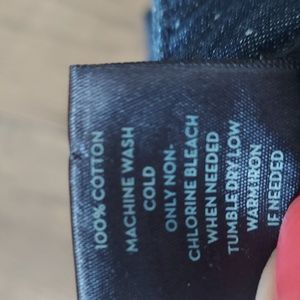 100% COTTON
MACHINE WASH
COLD
ONLY NON-
CHLORINE BLEACH
WHEN NEEDED
TUMBLE DRY LOW
WARM IRON
IF NEEDED